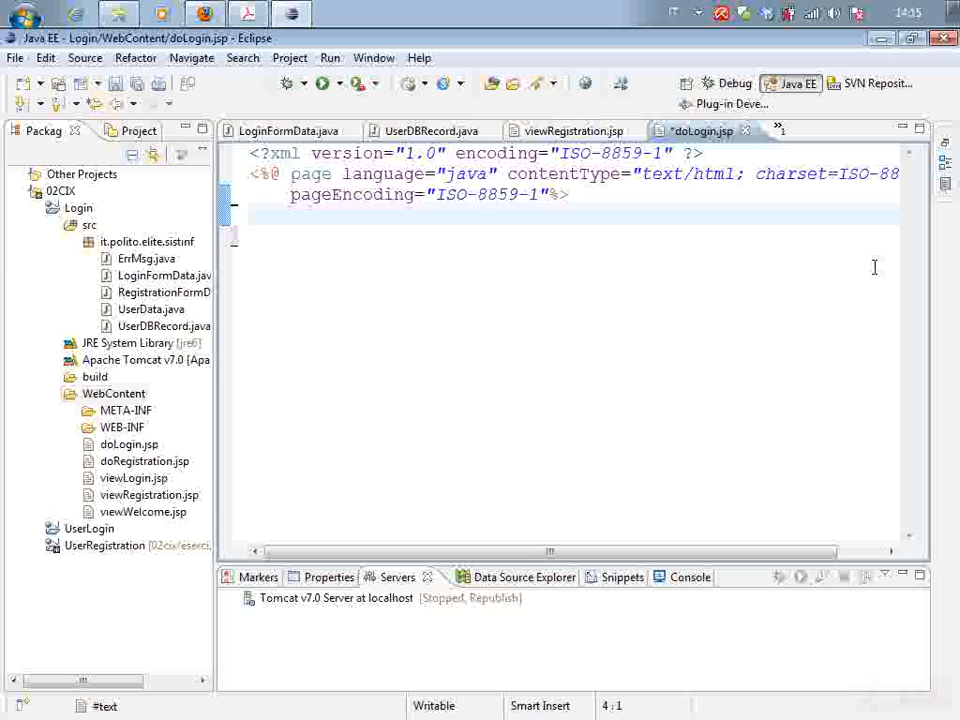 IT
14:15
Java EE - Login/WebContent/doLogin.jsp - Eclipse
File Edit Source Refactor Navigate Search Project Run Window Help
Debug Java EE SVN Reposit...
Plug-in Deve...
Packag Project
LoginFormData.java UserDBRecord.java viewRegistration.jsp *doLogin.jsp »1
Other Projects
02CIX
Login
src
it.polito.elite.sistinf
ErrMsg.java
LoginFormData.jav
RegistrationFormD
UserData.java
UserDBRecord.java
JRE System Library [jre6]
Apache Tomcat v7.0 [Apa
build
WebContent
META-INF
WEB-INF
doLogin.jsp
doRegistration.jsp
viewLogin.jsp
viewRegistration.jsp
viewWelcome.jsp
UserLogin
UserRegistration [02cix/eserci,
<?xml version="1.0" encoding="ISO-8859-1" ?>
<%@ page language="java" contentType="text/html; charset=ISO-88
pageEncoding="ISO-8859-1"%>
Markers Properties Servers Data Source Explorer Snippets Console
Tomcat v7.0 Server at localhost [Stopped, Republish]
#text Writable Smart Insert 4 : 1